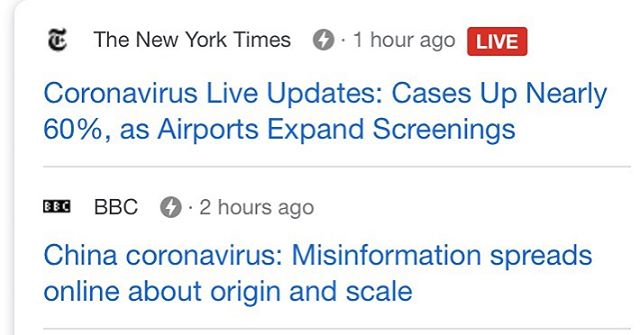 The New York Times · 1 hour ago LIVE
Coronavirus Live Updates: Cases Up Nearly
60%, as Airports Expand Screenings
BBC BBC · 2 hours ago
China coronavirus: Misinformation spreads
online about origin and scale